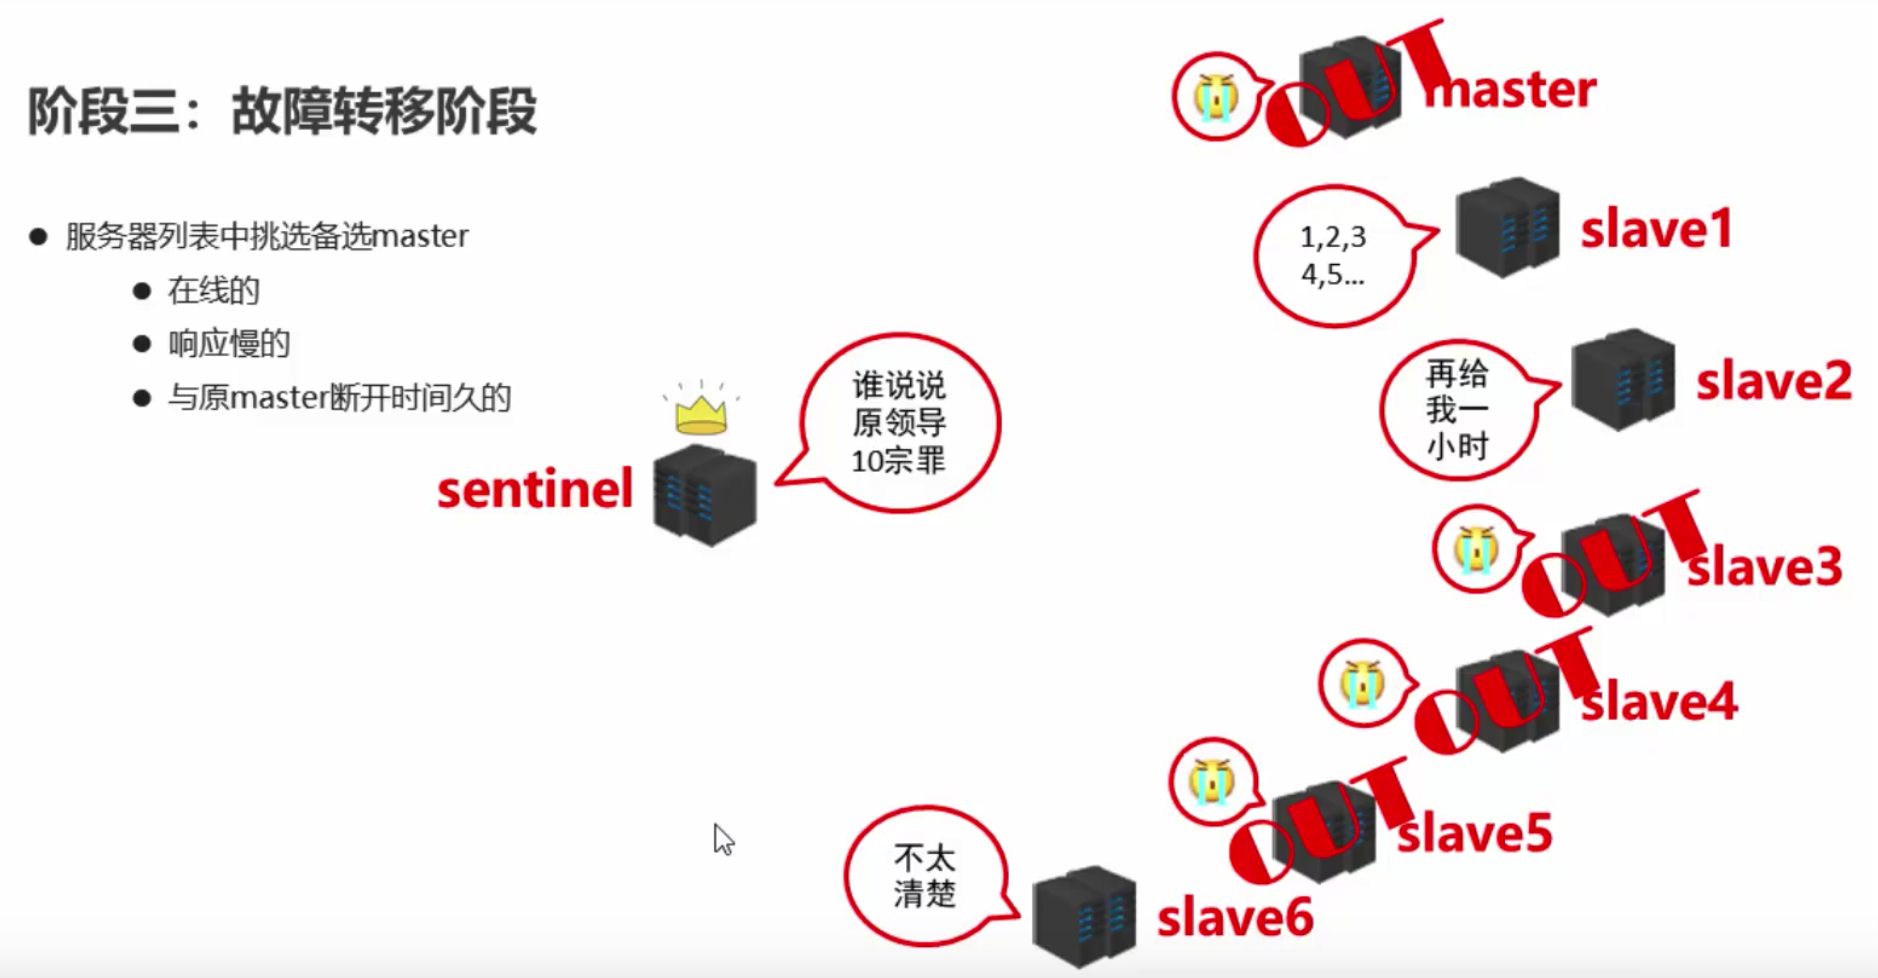 阶段三：故障转移阶段
服务器列表中挑选备选master
在线的
响应慢的
与原master断开时间久的
sentinel
谁说说
原领导
10宗罪
OUT
master
1,2,3
4,5...
slave1
再给
我一
小时
slave2
OUT
slave3
OUT
slave4
OUT
slave5
不太
清楚
slave6